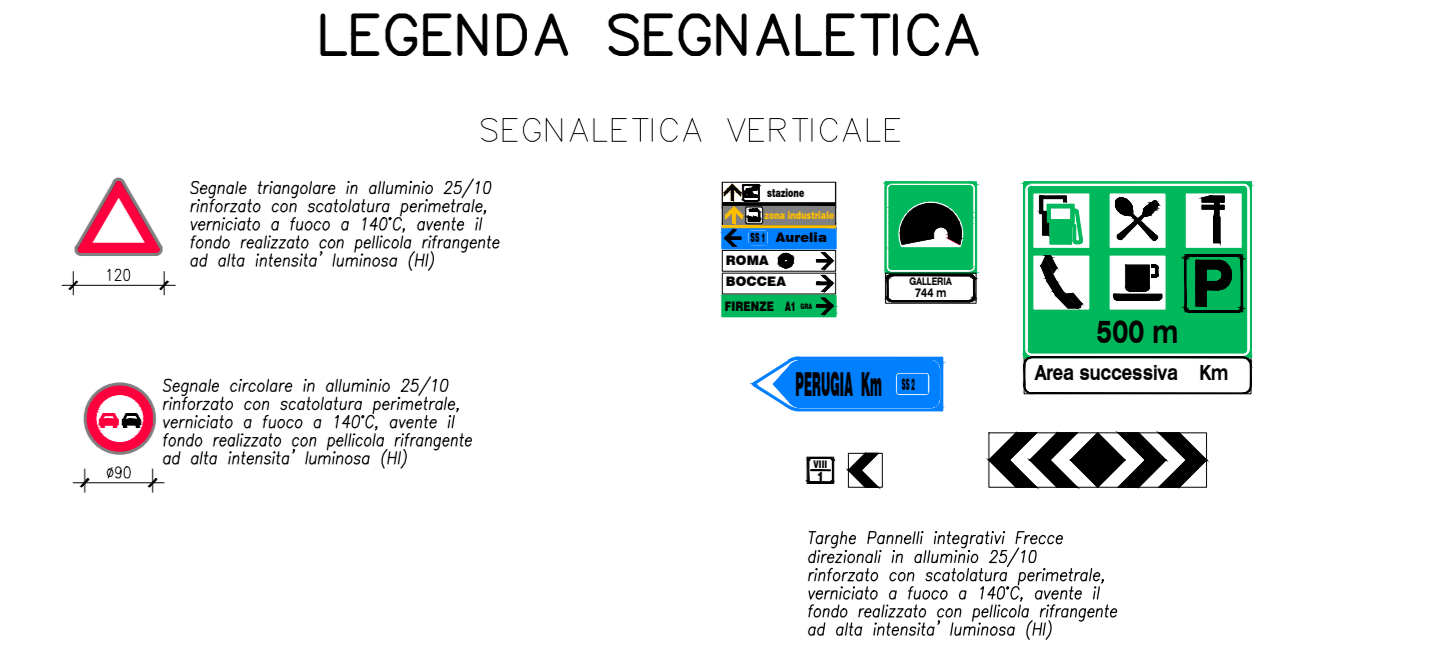 LEGENDA SEGNALETICA
SEGNALETICA VERTICALE
Segnale triangolare in alluminio 25/10
rinforzato con scatolatura perimetrale,
verniciato a fuoco a 140°C, avente il
fondo realizzato con pellicola rifrangente
ad alta intensita' luminosa (HI)
120
Segnale circolare in alluminio 25/10
rinforzato con scatolatura perimetrale,
verniciato a fuoco a 140°C, avente il
fondo realizzato con pellicola rifrangente
ad alta intensita' luminosa (HI)
ø90
stazione
zona industriale
SS 1 Aurelia
ROMA
BOCCEA
FIRENZE A1 GRA
GALLERIA
744 m
P
500 m
Area successiva Km
PERUGIA Km SS 2
VIII
1
Targhe Pannelli integrativi Frecce
direzionali in alluminio 25/10
rinforzato con scatolatura perimetrale,
verniciato a fuoco a 140°C, avente il
fondo realizzato con pellicola rifrangente
ad alta intensita' luminosa (HI)